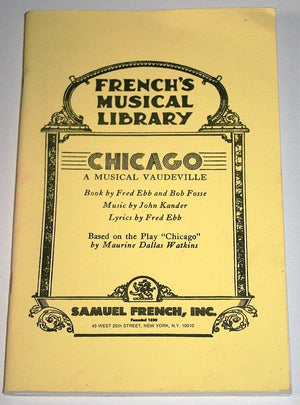 FRENCH'S
MUSICAL
LIBRARY
CHICAGO
A MUSICAL VAUDEVILLE
Book by Fred Ebb and Bob Fosse
Music by John Kander
Lyrics by Fred Ebb
Based on the Play "Chicago"
by Maurine Dallas Watkins
SAMUEL FRENCH, INC.
Founded 1830
45 WEST 25th STREET, NEW YORK, N.Y. 10010